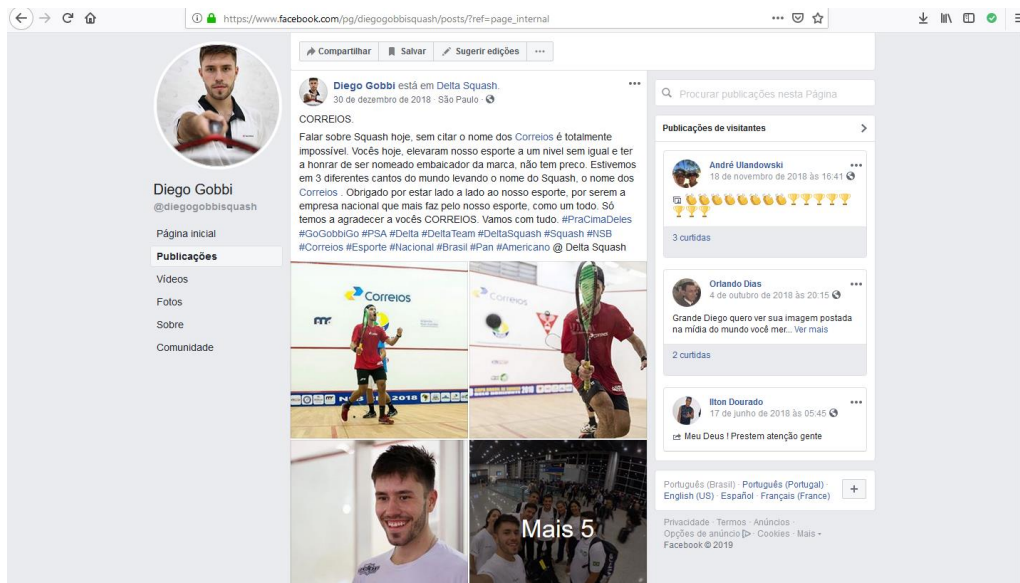 https://www.facebook.com/pg/diegogobbisquash/posts/?ref=page_internal
Compartilhar Salvar Sugerir edições
Diego Gobbi
@diegogobbisquash
Página inicial
Publicações
Vídeos
Fotos
Sobre
Comunidade
Diego Gobbi está em Delta Squash.
30 de dezembro de 2018 · São Paulo ·
CORREIOS.
Falar sobre Squash hoje, sem citar o nome dos Correios é totalmente
impossível. Vocês hoje, elevaram nosso esporte a um nivel sem igual e ter
a honrar de ser nomeado embaicador da marca, não tem preco. Estivemos
em 3 diferentes cantos do mundo levando o nome do Squash, o nome dos
Correios . Obrigado por estar lado a lado ao nosso esporte, por serem a
empresa nacional que mais faz pelo nosso esporte, como um todo. Só
temos a agradecer a vocês CORREIOS. Vamos com tudo. #PraCimaDeles
#GoGobbiGo #PSA #Delta #DeltaTeam #DeltaSquash #Squash #NSB
#Correios #Esporte #Nacional #Brasil #Pan #Americano @ Delta Squash
Correios
Correios
2018
Mais 5
Procurar publicações nesta Página
Publicações de visitantes
André Ulandowski
18 de novembro de 2018 às 16:41
3 curtidas
Orlando Dias
4 de outubro de 2018 às 20:15
Grande Diego quero ver sua imagem postada
na mídia do mundo você mer... Ver mais
2 curtidas
Ilton Dourado
17 de junho de 2018 às 05:45
Meu Deus ! Prestem atenção gente
Português (Brasil) · Português (Portugal) ·
English (US) · Español · Français (France)
Privacidade · Termos · Anúncios ·
Opções de anúncio · Cookies · Mais
Facebook © 2019